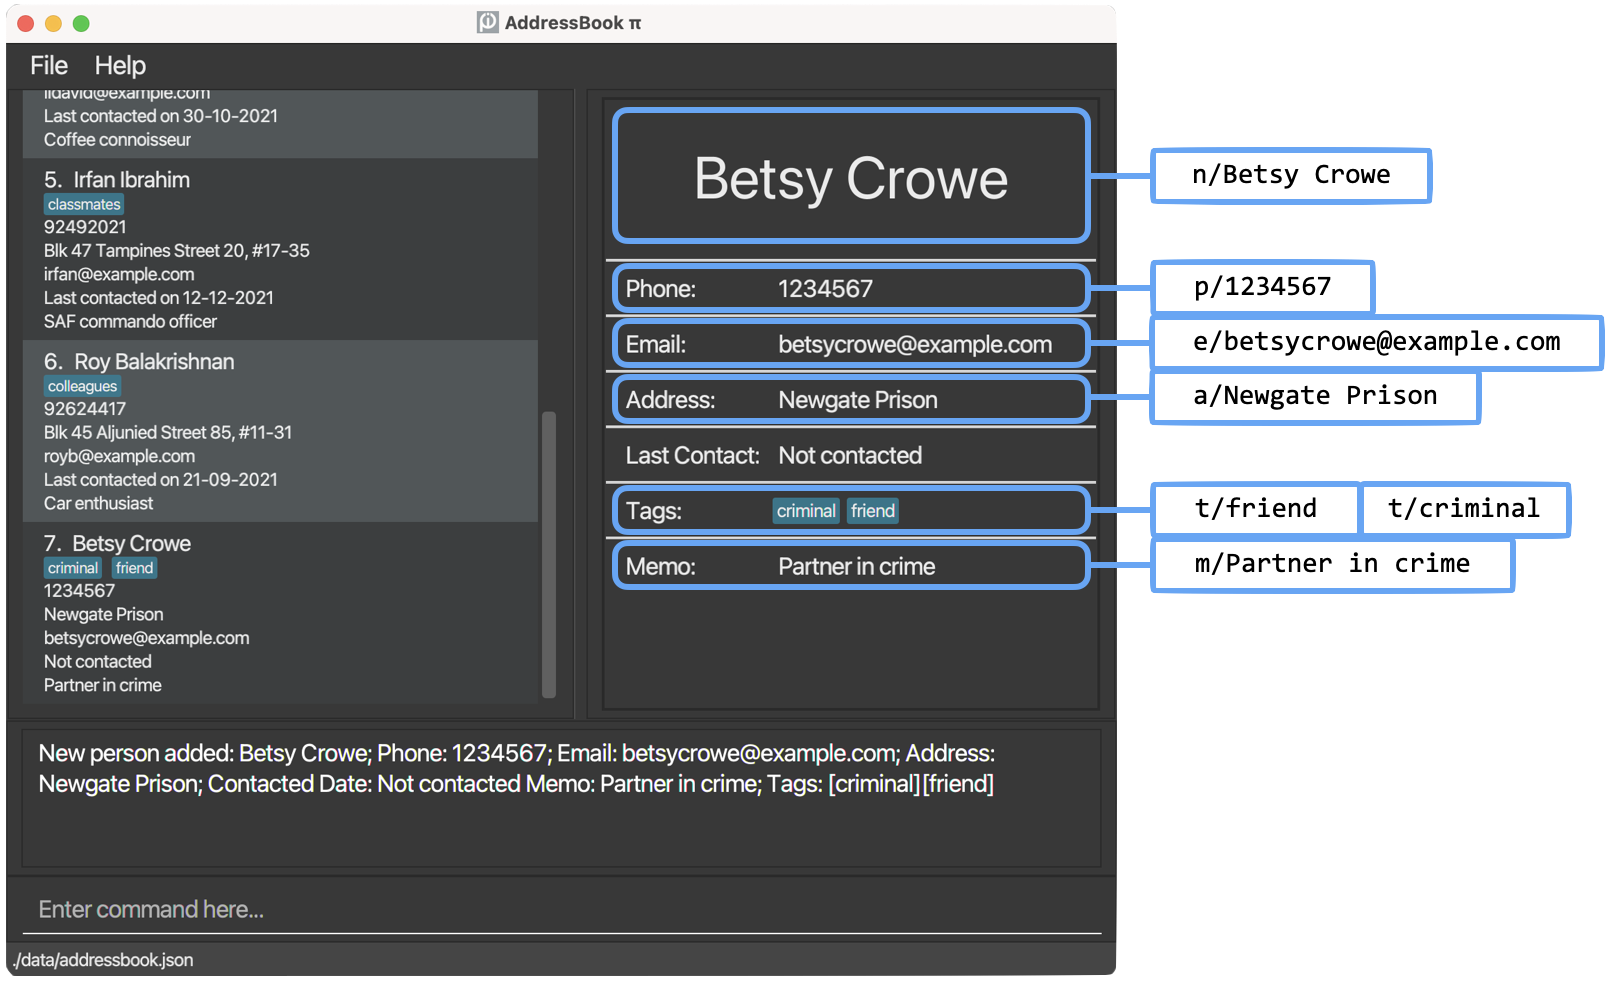 AddressBook π
File Help
lidavid@example.com
Last contacted on 30-10-2021
Coffee connoisseur
5. Irfan Ibrahim
classmates
92492021
Blk 47 Tampines Street 20, #17-35
irfan@example.com
Last contacted on 12-12-2021
SAF commando officer
6. Roy Balakrishnan
colleagues
92624417
Blk 45 Aljunied Street 85, #11-31
royb@example.com
Last contacted on 21-09-2021
Car enthusiast
7. Betsy Crowe
criminal friend
1234567
Newgate Prison
betsycrowe@example.com
Not contacted
Partner in crime
Betsy Crowe
Phone: 1234567
Email: betsycrowe@example.com
Address: Newgate Prison
Last Contact: Not contacted
Tags: criminal friend
Memo: Partner in crime
n/Betsy Crowe
p/1234567
e/betsycrowe@example.com
a/Newgate Prison
t/friend t/criminal
m/Partner in crime
New person added: Betsy Crowe; Phone: 1234567; Email: betsycrowe@example.com; Address:
Newgate Prison; Contacted Date: Not contacted Memo: Partner in crime; Tags: [criminal][friend]
Enter command here...
./data/addressbook.json